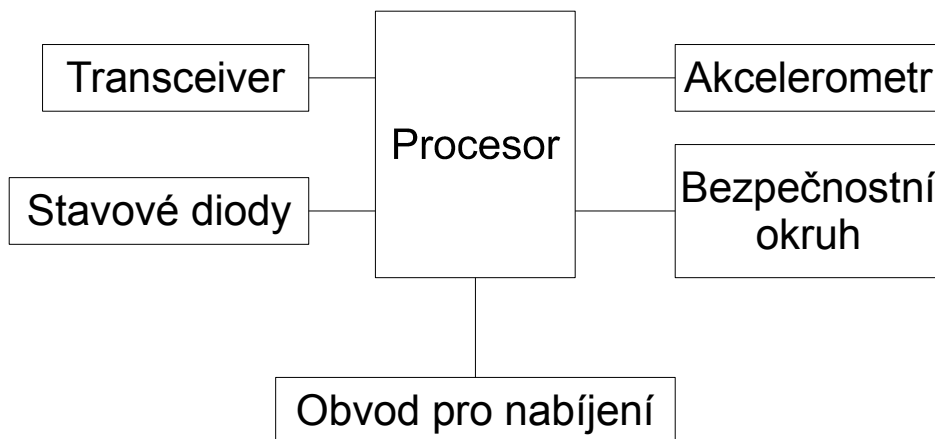 Transceiver
Akcelerometr
Procesor
Stavové diody
Bezpečnostní
okruh
Obvod pro nabíjení